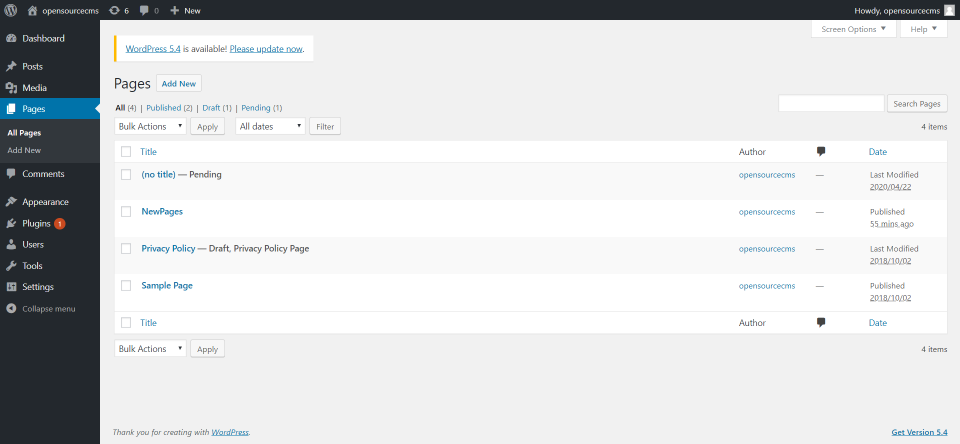 opensourcecms 6 0 New Howdy, opensourcecms
Dashboard
Posts
Media
Pages
All Pages
Add New
Comments
Appearance
Plugins 1
Users
Tools
Settings
Collapse menu
Screen Options Help
WordPress 5.4 is available! Please update now.
Pages Add New
All (4) | Published (2) | Draft (1) | Pending (1)
Search Pages
Bulk Actions Apply All dates Filter 4 items
Title Author Date
(no title) — Pending opensourcecms — Last Modified
2020/04/22
NewPages opensourcecms — Published
55 mins ago
Privacy Policy — Draft, Privacy Policy Page opensourcecms — Last Modified
2018/10/02
Sample Page opensourcecms — Published
2018/10/02
Title Author Date
Bulk Actions Apply 4 items
Thank you for creating with WordPress. Get Version 5.4